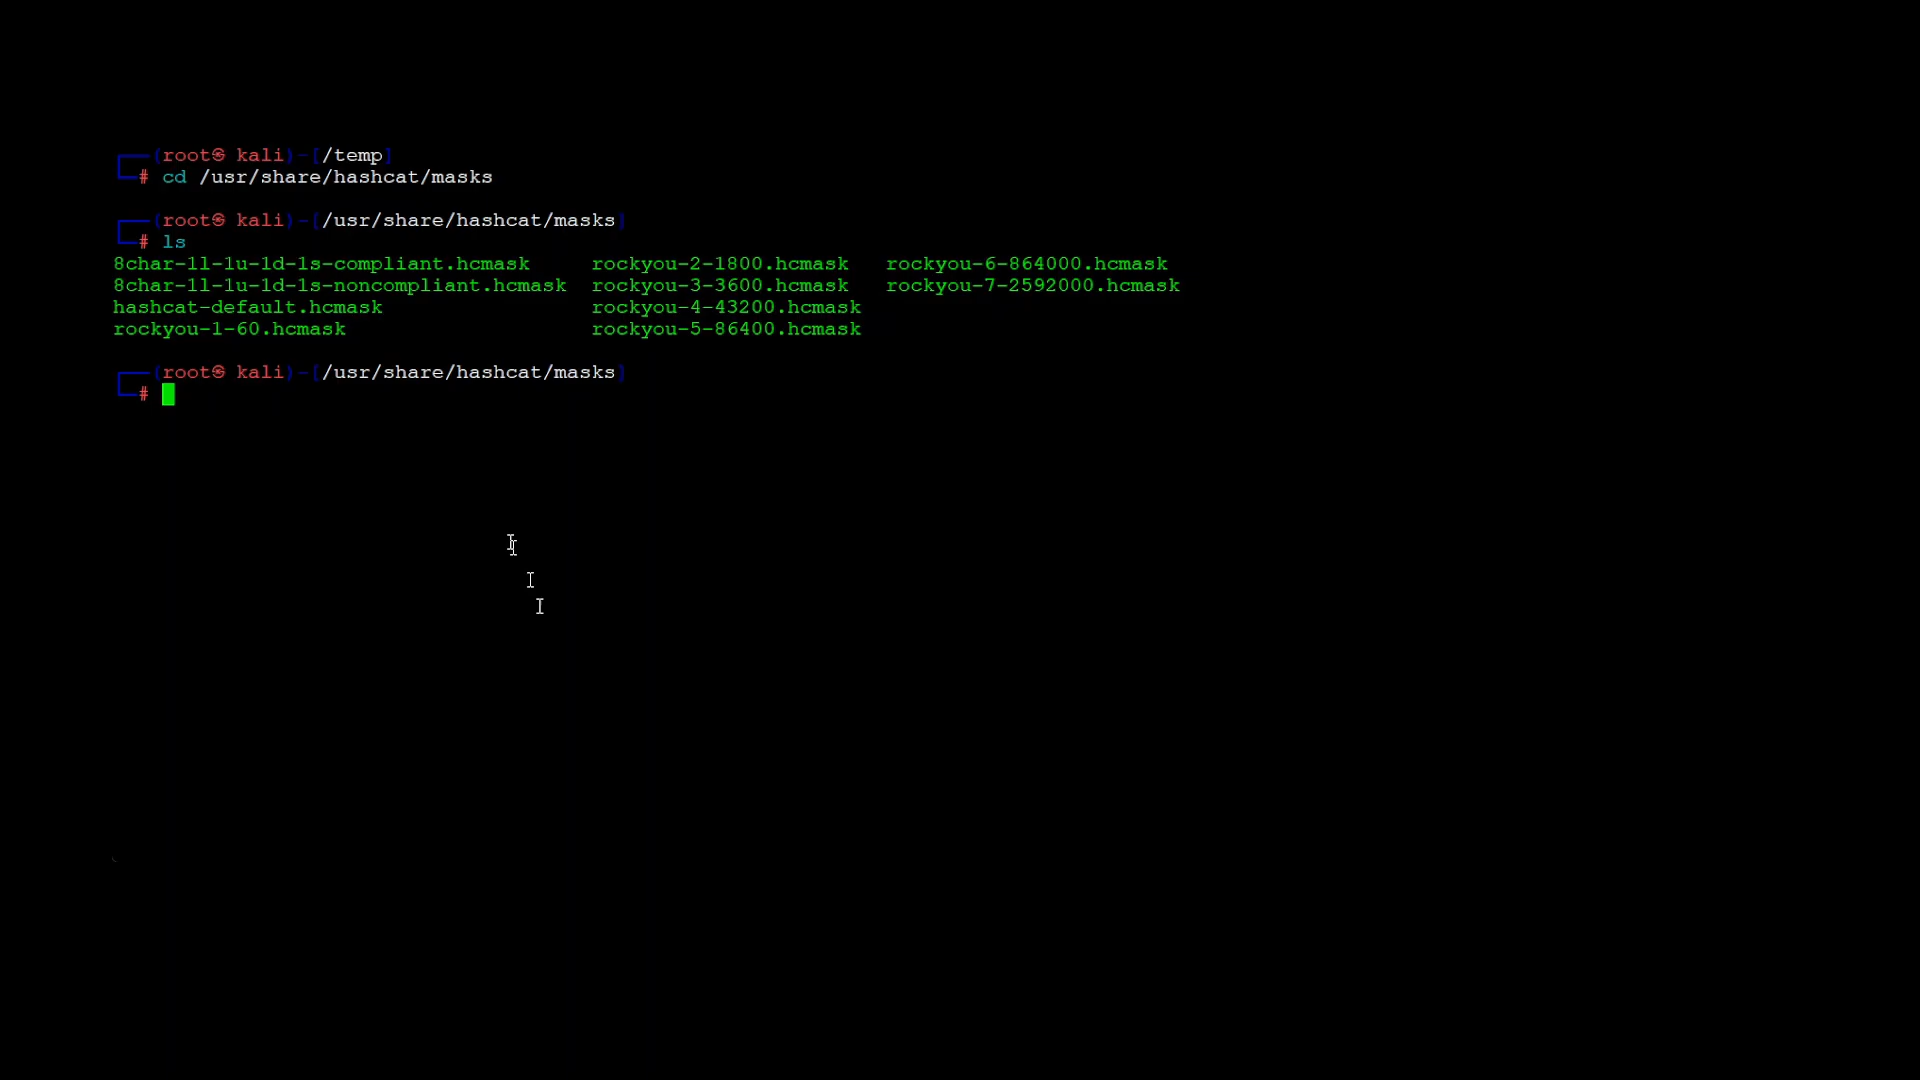 ┌──(root㉿ kali)-[/temp]
└─# cd /usr/share/hashcat/masks
┌──(root㉿ kali)-[/usr/share/hashcat/masks]
└─# ls
8char-1l-1u-1d-1s-compliant.hcmask rockyou-2-1800.hcmask rockyou-6-864000.hcmask
8char-1l-1u-1d-1s-noncompliant.hcmask rockyou-3-3600.hcmask rockyou-7-2592000.hcmask
hashcat-default.hcmask rockyou-4-43200.hcmask
rockyou-1-60.hcmask rockyou-5-86400.hcmask
┌──(root㉿ kali)-[/usr/share/hashcat/masks]
└─#